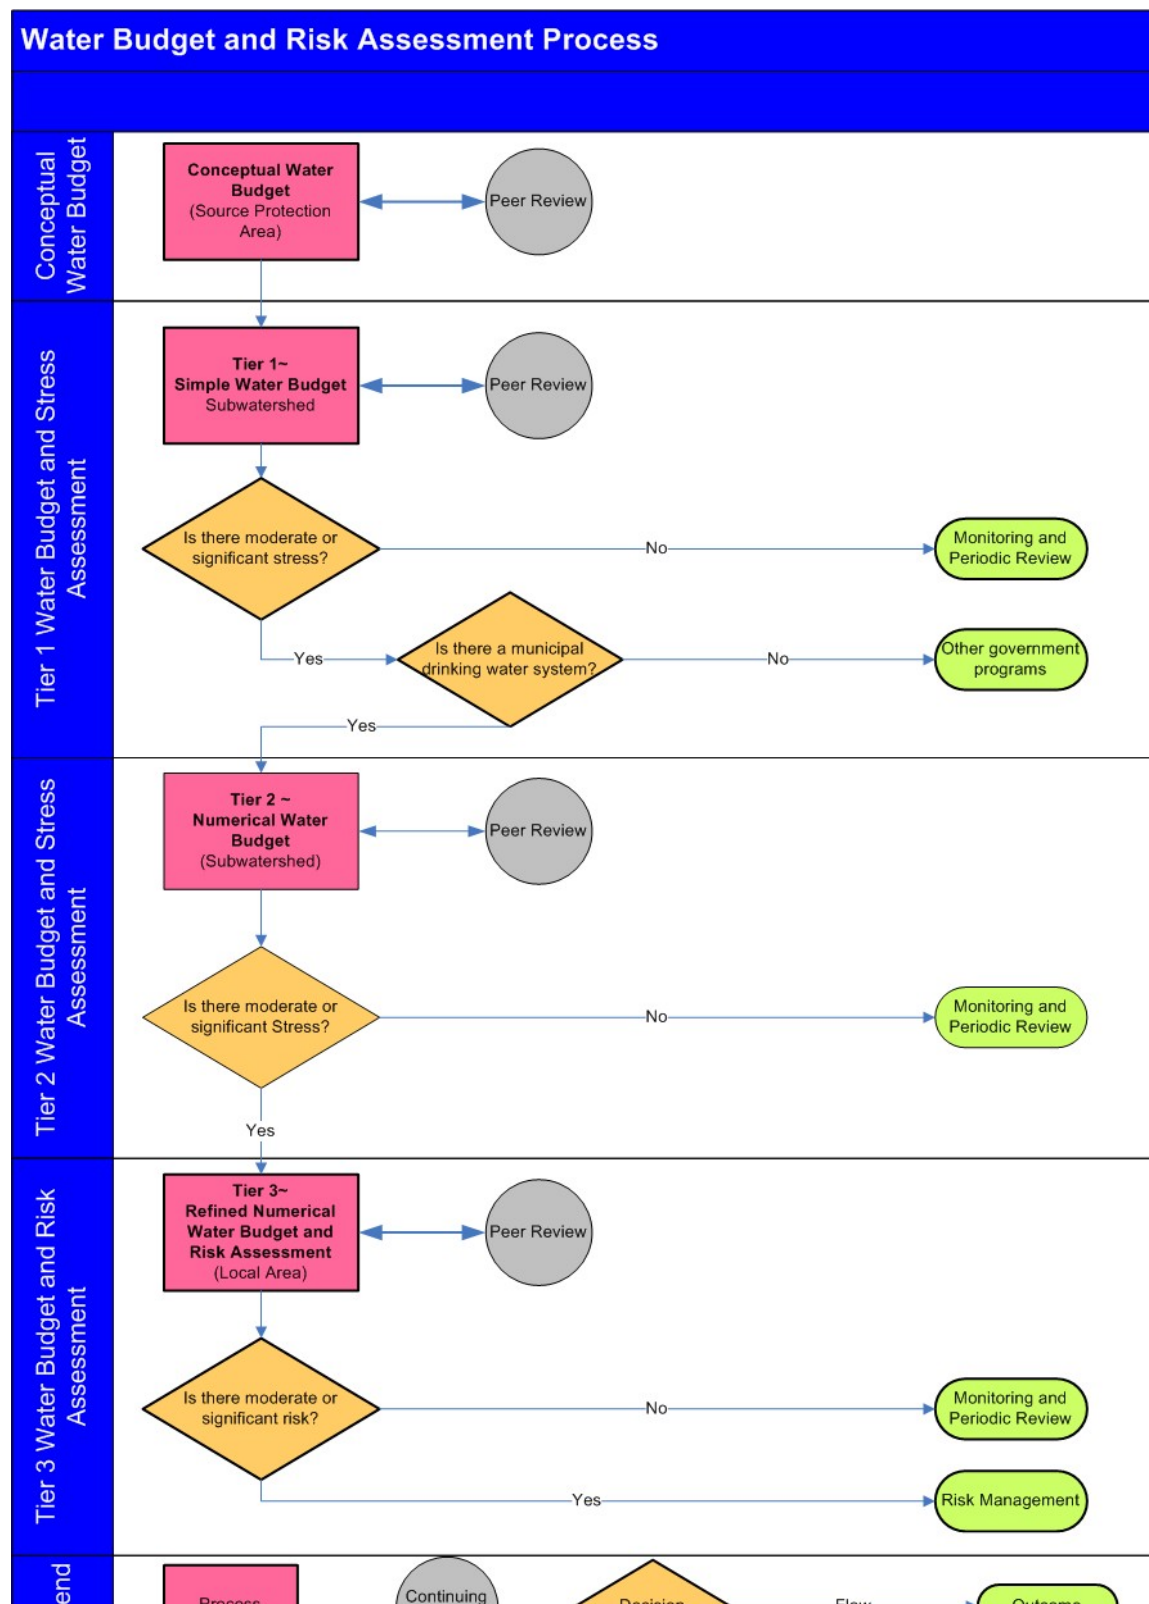 Water Budget and Risk Assessment Process
Conceptual
Water Budget
Conceptual Water
Budget
(Source Protection
Area)
Peer Review
Tier 1 Water Budget and Stress
Assessment
Tier 1~
Simple Water Budget
Subwatershed
Peer Review
Is there moderate or
significant stress?
No
Monitoring and
Periodic Review
Yes
Is there a municipal
drinking water system?
No
Other government
programs
Yes
Tier 2 Water Budget and Stress
Assessment
Tier 2 ~
Numerical Water
Budget
(Subwatershed)
Peer Review
Is there moderate or
significant Stress?
No
Monitoring and
Periodic Review
Yes
Tier 3 Water Budget and Risk
Assessment
Tier 3~
Refined Numerical
Water Budget and
Risk Assessment
(Local Area)
Peer Review
Is there moderate or
significant risk?
No
Monitoring and
Periodic Review
Yes
Risk Management
end
Process
Continuing
Decision
Flow
Outcome